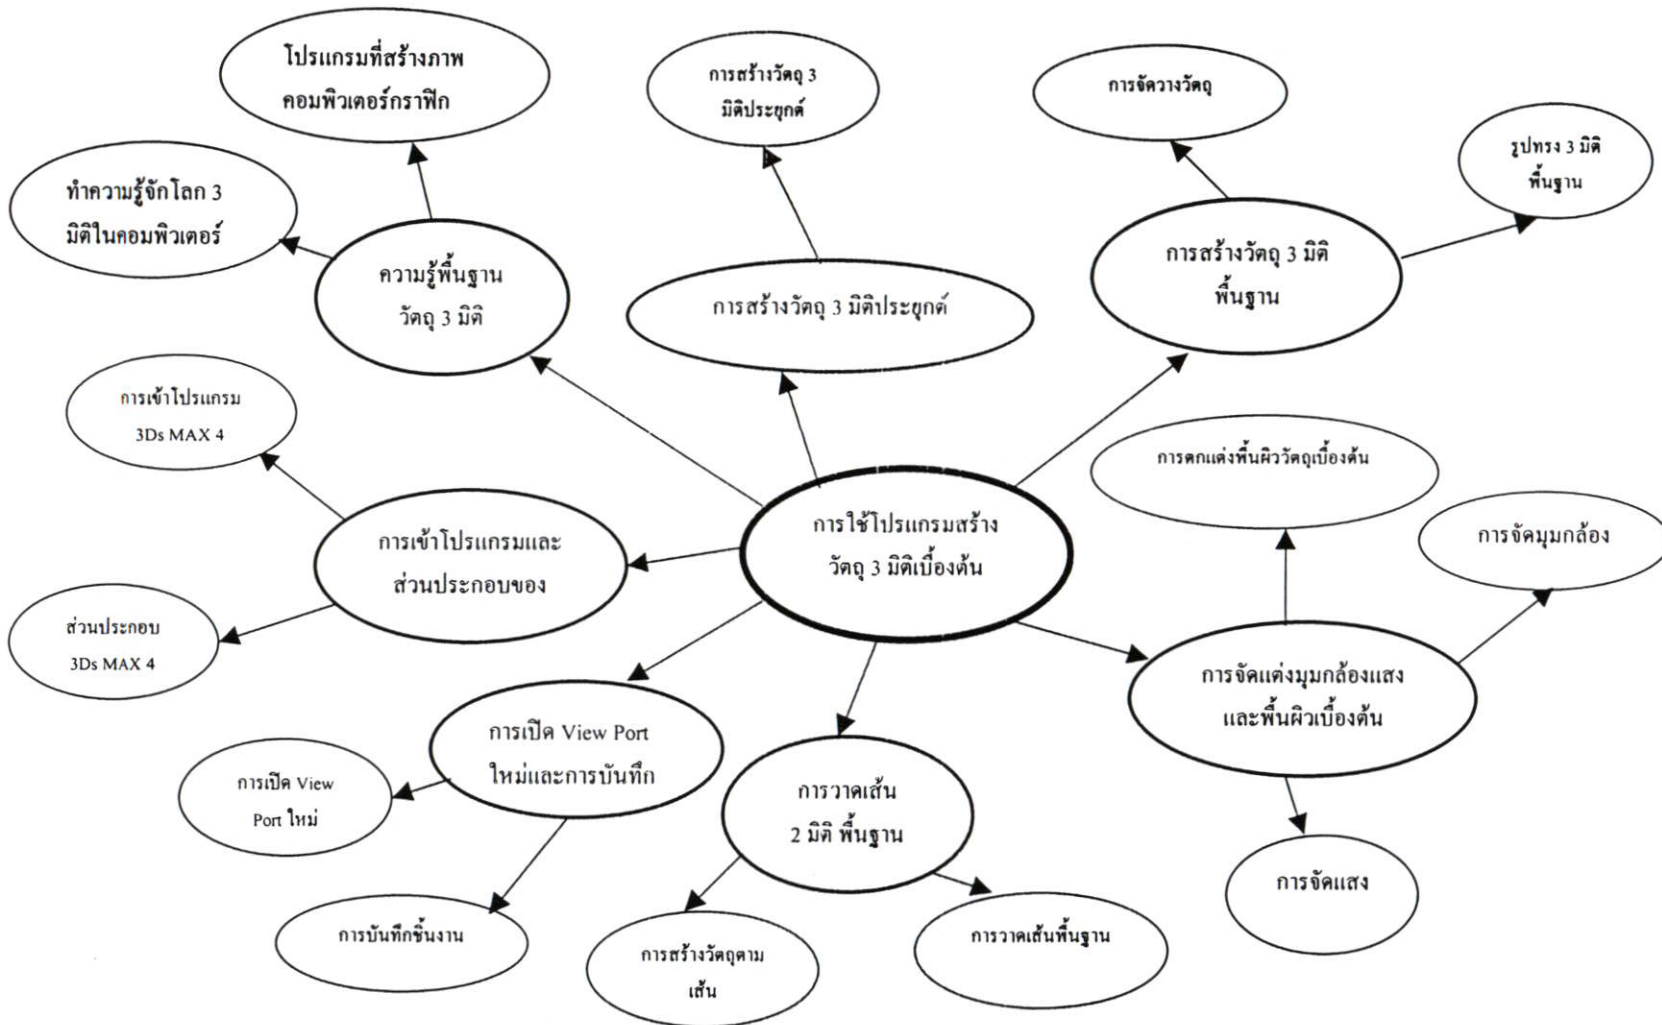 โปรแกรมที่สร้างภาพ
คอมพิวเตอร์กราฟิก
การสร้างวัตถุ 3
มิติประยุกต์
การจัดวางวัตถุ
รูปทรง 3 มิติ
พื้นฐาน
ทำความรู้จักโลก 3
มิติในคอมพิวเตอร์
ความรู้พื้นฐาน
วัตถุ 3 มิติ
การสร้างวัตถุ 3 มิติประยุกต์
การสร้างวัตถุ 3 มิติ
พื้นฐาน
การเข้าโปรแกรม
3Ds MAX 4
การตกแต่งพื้นผิววัตถุเบื้องต้น
การเข้าโปรแกรมและ
ส่วนประกอบของ
การใช้โปรแกรมสร้าง
วัตถุ 3 มิติเบื้องต้น
การจัดมุมกล้อง
ส่วนประกอบ
3Ds MAX 4
การจัดแต่งมุมกล้องแสง
และพื้นผิวเบื้องต้น
การเปิด View Port
ใหม่และการบันทึก
การเปิด View
Port ใหม่
การวาดเส้น
2 มิติ พื้นฐาน
การจัดแสง
การบันทึกชิ้นงาน
การสร้างวัตถุตาม
เส้น
การวาดเส้นพื้นฐาน